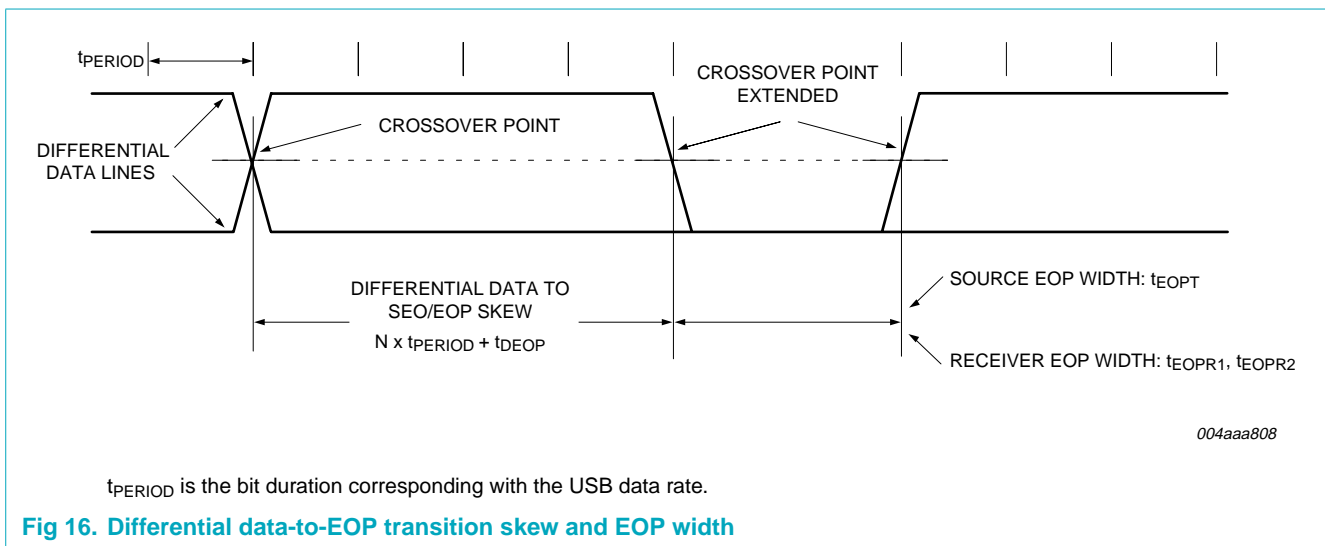 tPERIOD
CROSSOVER POINT
EXTENDED
CROSSOVER POINT
DIFFERENTIAL
DATA LINES
DIFFERENTIAL DATA TO
SEO/EOP SKEW
N x tPERIOD + tDEOP
SOURCE EOP WIDTH: tEOPT
RECEIVER EOP WIDTH: tEOPR1, tEOPR2
004aaa808
tPERIOD is the bit duration corresponding with the USB data rate.
Fig 16. Differential data-to-EOP transition skew and EOP width